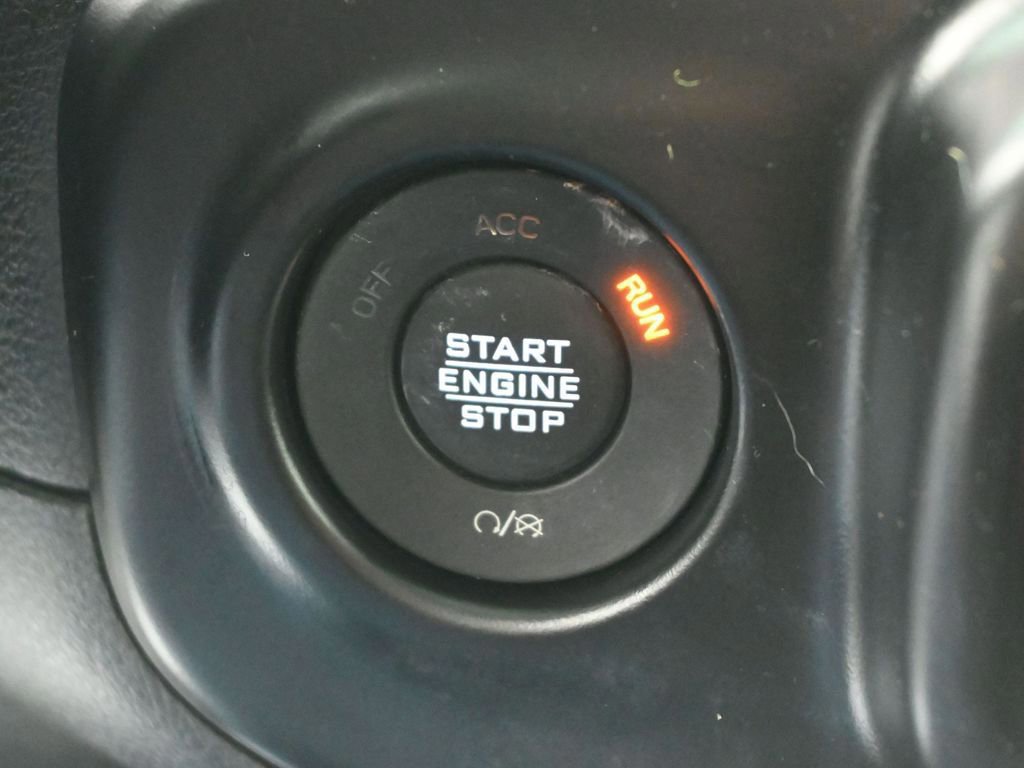 OFF
ACC
RUN
START
ENGINE
STOP